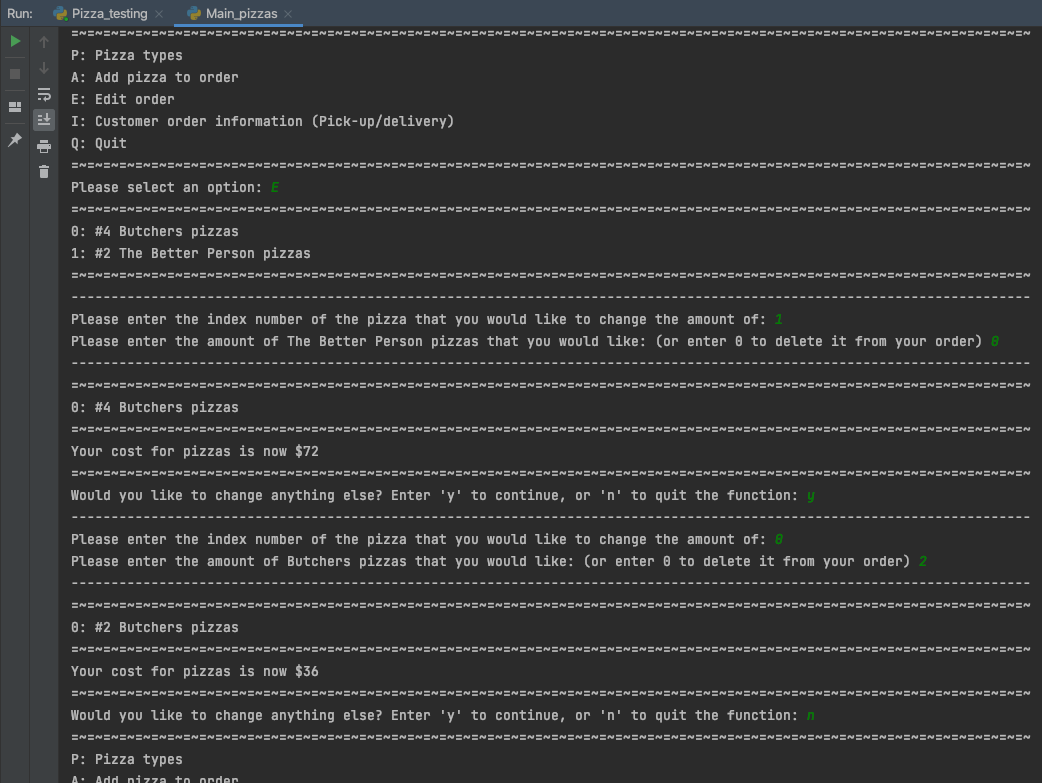 Run: Pizza_testing Main_pizzas
=~=~=~=~=~=~=~=~=~=~=~=~=~=~=~=~=~=~=~=~=~=~=~=~=~=~=~=~=~=~=~=~=~=~=~=~=~=~=~=~=~=~=~=~=~=~=~=~=~=~=~=~=~=~=~=~=~=~=~=~
P: Pizza types
A: Add pizza to order
E: Edit order
I: Customer order information (Pick-up/delivery)
Q: Quit
=~=~=~=~=~=~=~=~=~=~=~=~=~=~=~=~=~=~=~=~=~=~=~=~=~=~=~=~=~=~=~=~=~=~=~=~=~=~=~=~=~=~=~=~=~=~=~=~=~=~=~=~=~=~=~=~=~=~=~=~
Please select an option: E
=~=~=~=~=~=~=~=~=~=~=~=~=~=~=~=~=~=~=~=~=~=~=~=~=~=~=~=~=~=~=~=~=~=~=~=~=~=~=~=~=~=~=~=~=~=~=~=~=~=~=~=~=~=~=~=~=~=~=~=~
0: #4 Butchers pizzas
1: #2 The Better Person pizzas
=~=~=~=~=~=~=~=~=~=~=~=~=~=~=~=~=~=~=~=~=~=~=~=~=~=~=~=~=~=~=~=~=~=~=~=~=~=~=~=~=~=~=~=~=~=~=~=~=~=~=~=~=~=~=~=~=~=~=~=~
------------------------------------------------------------------------------------------------------------------------
Please enter the index number of the pizza that you would like to change the amount of: 1
Please enter the amount of The Better Person pizzas that you would like: (or enter 0 to delete it from your order) 0
------------------------------------------------------------------------------------------------------------------------
=~=~=~=~=~=~=~=~=~=~=~=~=~=~=~=~=~=~=~=~=~=~=~=~=~=~=~=~=~=~=~=~=~=~=~=~=~=~=~=~=~=~=~=~=~=~=~=~=~=~=~=~=~=~=~=~=~=~=~=~
0: #4 Butchers pizzas
=~=~=~=~=~=~=~=~=~=~=~=~=~=~=~=~=~=~=~=~=~=~=~=~=~=~=~=~=~=~=~=~=~=~=~=~=~=~=~=~=~=~=~=~=~=~=~=~=~=~=~=~=~=~=~=~=~=~=~=~
Your cost for pizzas is now $72
=~=~=~=~=~=~=~=~=~=~=~=~=~=~=~=~=~=~=~=~=~=~=~=~=~=~=~=~=~=~=~=~=~=~=~=~=~=~=~=~=~=~=~=~=~=~=~=~=~=~=~=~=~=~=~=~=~=~=~=~
Would you like to change anything else? Enter 'y' to continue, or 'n' to quit the function: y
------------------------------------------------------------------------------------------------------------------------
Please enter the index number of the pizza that you would like to change the amount of: 0
Please enter the amount of Butchers pizzas that you would like: (or enter 0 to delete it from your order) 2
------------------------------------------------------------------------------------------------------------------------
=~=~=~=~=~=~=~=~=~=~=~=~=~=~=~=~=~=~=~=~=~=~=~=~=~=~=~=~=~=~=~=~=~=~=~=~=~=~=~=~=~=~=~=~=~=~=~=~=~=~=~=~=~=~=~=~=~=~=~=~
0: #2 Butchers pizzas
=~=~=~=~=~=~=~=~=~=~=~=~=~=~=~=~=~=~=~=~=~=~=~=~=~=~=~=~=~=~=~=~=~=~=~=~=~=~=~=~=~=~=~=~=~=~=~=~=~=~=~=~=~=~=~=~=~=~=~=~
Your cost for pizzas is now $36
=~=~=~=~=~=~=~=~=~=~=~=~=~=~=~=~=~=~=~=~=~=~=~=~=~=~=~=~=~=~=~=~=~=~=~=~=~=~=~=~=~=~=~=~=~=~=~=~=~=~=~=~=~=~=~=~=~=~=~=~
Would you like to change anything else? Enter 'y' to continue, or 'n' to quit the function: n
=~=~=~=~=~=~=~=~=~=~=~=~=~=~=~=~=~=~=~=~=~=~=~=~=~=~=~=~=~=~=~=~=~=~=~=~=~=~=~=~=~=~=~=~=~=~=~=~=~=~=~=~=~=~=~=~=~=~=~=~
P: Pizza types
A: Add pizza to order